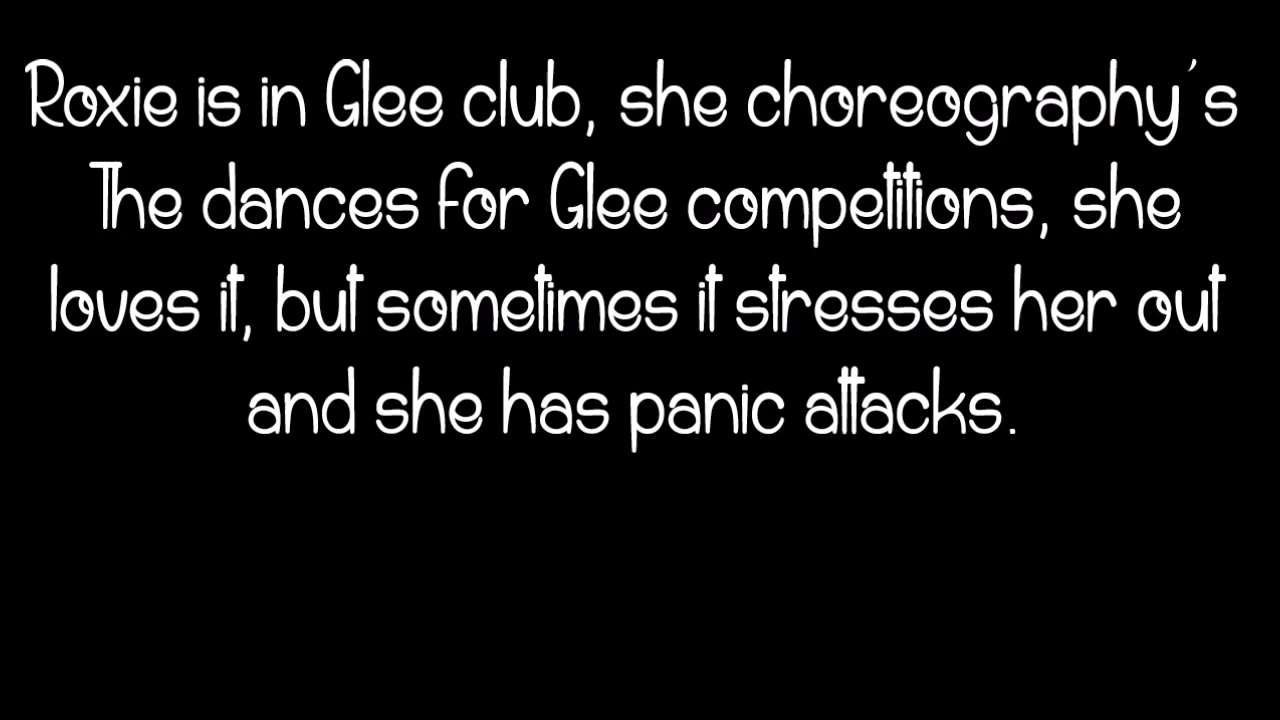 Roxie is in Glee club, she choreography's
The dances for Glee competitions, she
loves it, but sometimes it stresses her out
and she has panic attacks.